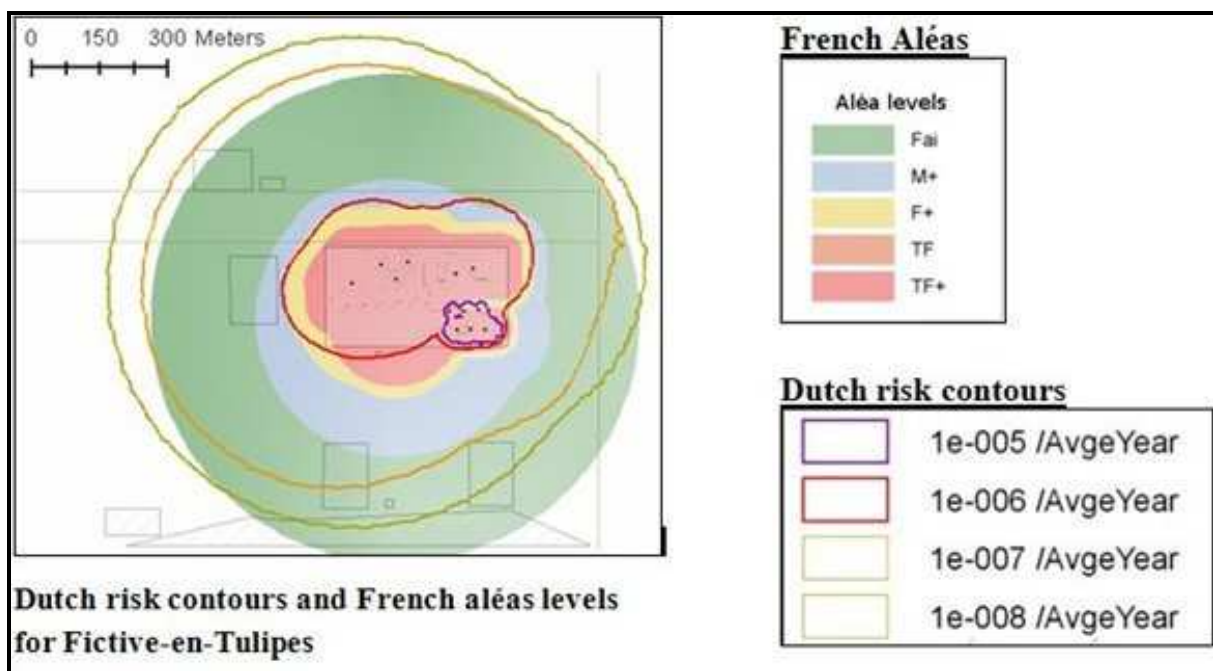 0 150 300 Meters
Dutch risk contours and French aléas levels
for Fictive-en-Tulipes
French Aléas
Aléa levels
Fai
M+
F+
TF
TF+
Dutch risk contours
1e-005 /AvgeYear
1e-006 /AvgeYear
1e-007 /AvgeYear
1e-008 /AvgeYear